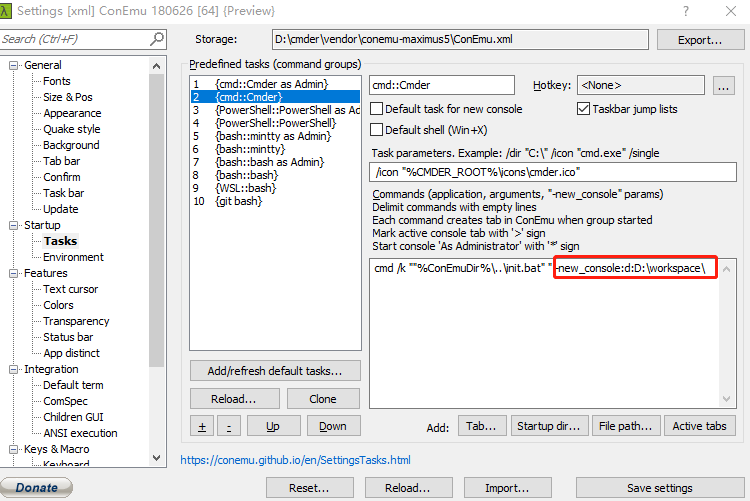 λ Settings [xml] ConEmu 180626 [64] {Preview} ? ×
Search (Ctrl+F)
Storage: D:\cmder\vendor\conemu-maximus5\ConEmu.xml Export...
General
Fonts
Size & Pos
Appearance
Quake style
Background
Tab bar
Confirm
Task bar
Update
Startup
Tasks
Environment
Features
Text cursor
Colors
Transparency
Status bar
App distinct
Integration
Default term
ComSpec
Children GUI
ANSI execution
Keys & Macro
Keyboard
Predefined tasks (command groups)
1 {cmd::Cmder as Admin}
2 {cmd::Cmder}
3 {PowerShell::PowerShell as Ac
4 {PowerShell::PowerShell}
5 {bash::mintty as Admin}
6 {bash::mintty}
7 {bash::bash as Admin}
8 {bash::bash}
9 {WSL::bash}
10 {git bash}
Add/refresh default tasks...
Reload... Clone
+ - Up Down
cmd::Cmder Hotkey: <None> ...
Default task for new console Taskbar jump lists
Default shell (Win+X)
Task parameters. Example: /dir "C:\" /icon "cmd.exe" /single
/icon "%CMDER_ROOT%\icons\cmder.ico"
Commands (application, arguments, "-new_console" params)
Delimit commands with empty lines
Each command creates tab in ConEmu when group started
Mark active console tab with '>' sign
Start console 'As Administrator' with '*' sign
cmd /k ""%ConEmuDir%\..\init.bat" " -new_console:d:D:\workspace\
Add: Tab... Startup dir... File path... Active tabs
https://conemu.github.io/en/SettingsTasks.html
Donate Reset... Reload... Import... Save settings